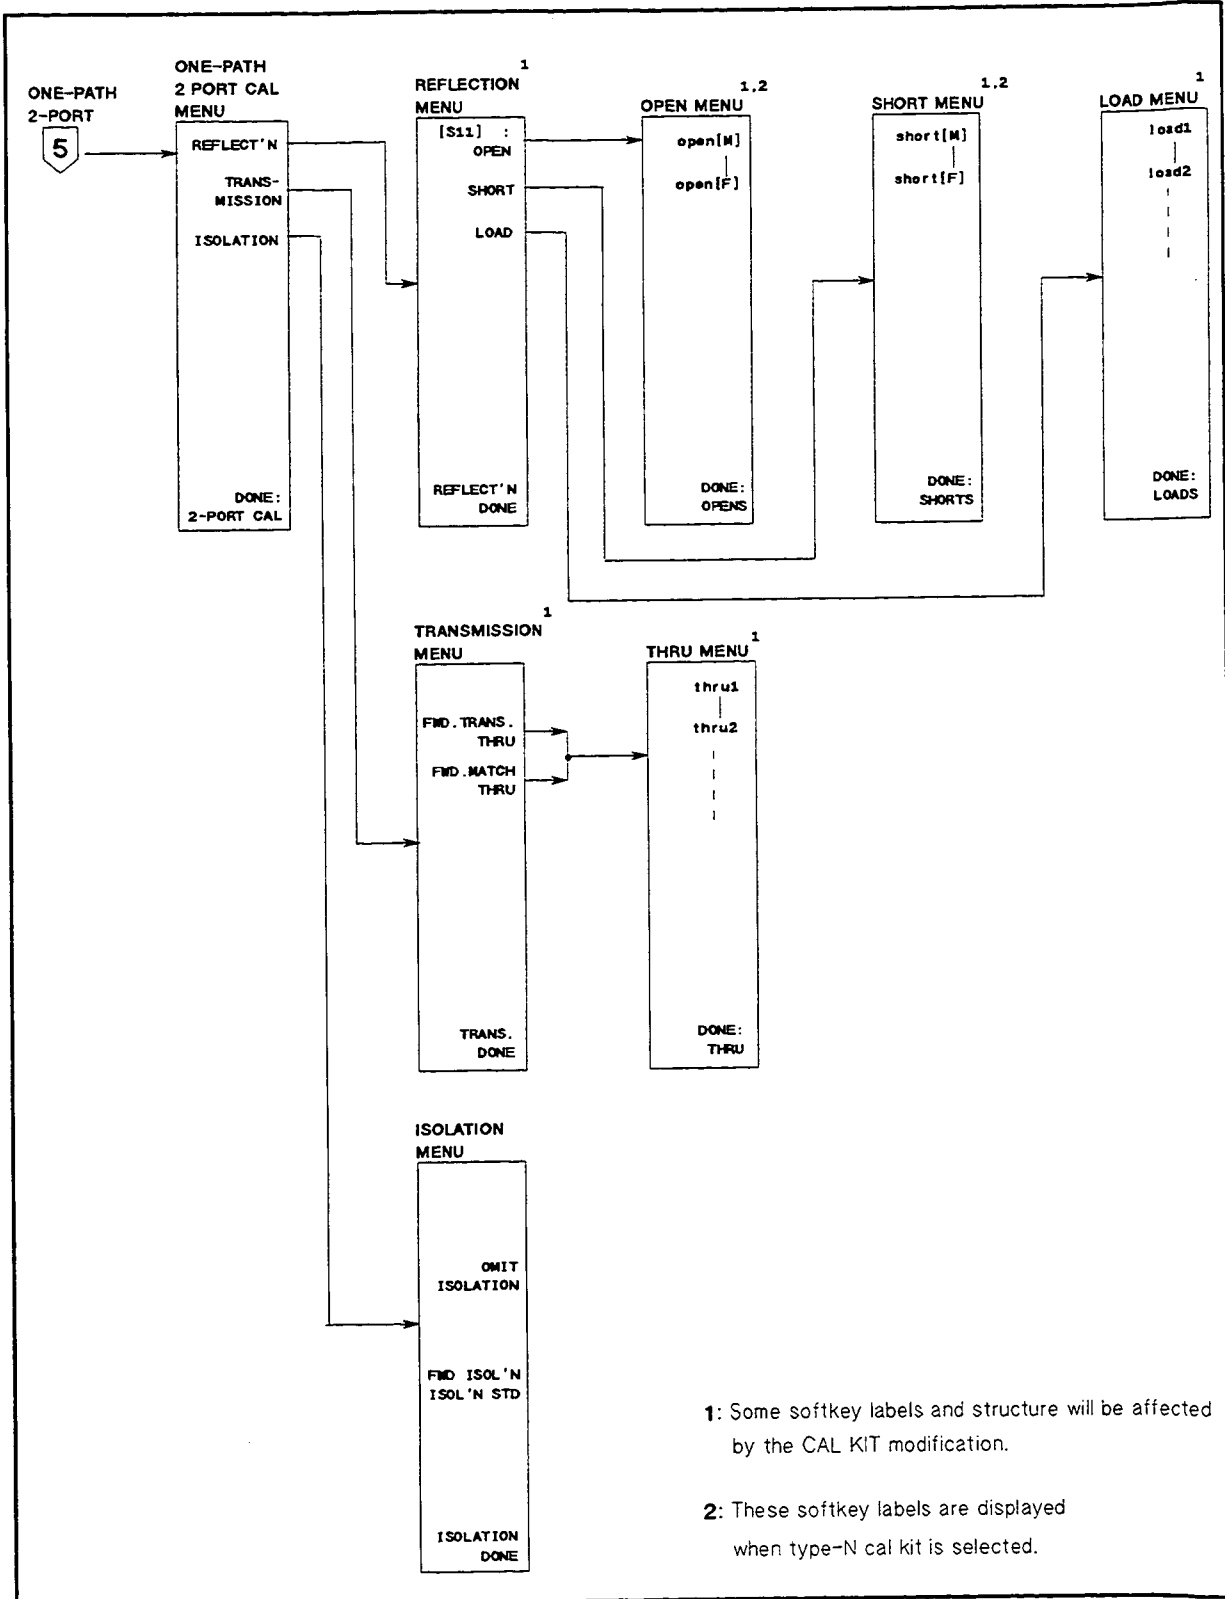 ONE-PATH
2-PORT
5
ONE-PATH
2 PORT CAL
MENU
REFLECT'N
TRANS-
MISSION
ISOLATION
DONE:
2-PORT CAL
REFLECTION 1
MENU
[S11] :
OPEN
SHORT
LOAD
REFLECT'N
DONE
OPEN MENU 1,2
open[M]
open[F]
DONE:
OPENS
SHORT MENU 1,2
short[M]
short[F]
DONE:
SHORTS
LOAD MENU 1
load1
load2
DONE:
LOADS
TRANSMISSION 1
MENU
FWD.TRANS.
THRU
FWD.MATCH
THRU
TRANS.
DONE
THRU MENU 1
thru1
thru2
DONE:
THRU
ISOLATION
MENU
OMIT
ISOLATION
FWD ISOL'N
ISOL'N STD
ISOLATION
DONE
1: Some softkey labels and structure will be affected
by the CAL KIT modification.
2: These softkey labels are displayed
when type-N cal kit is selected.